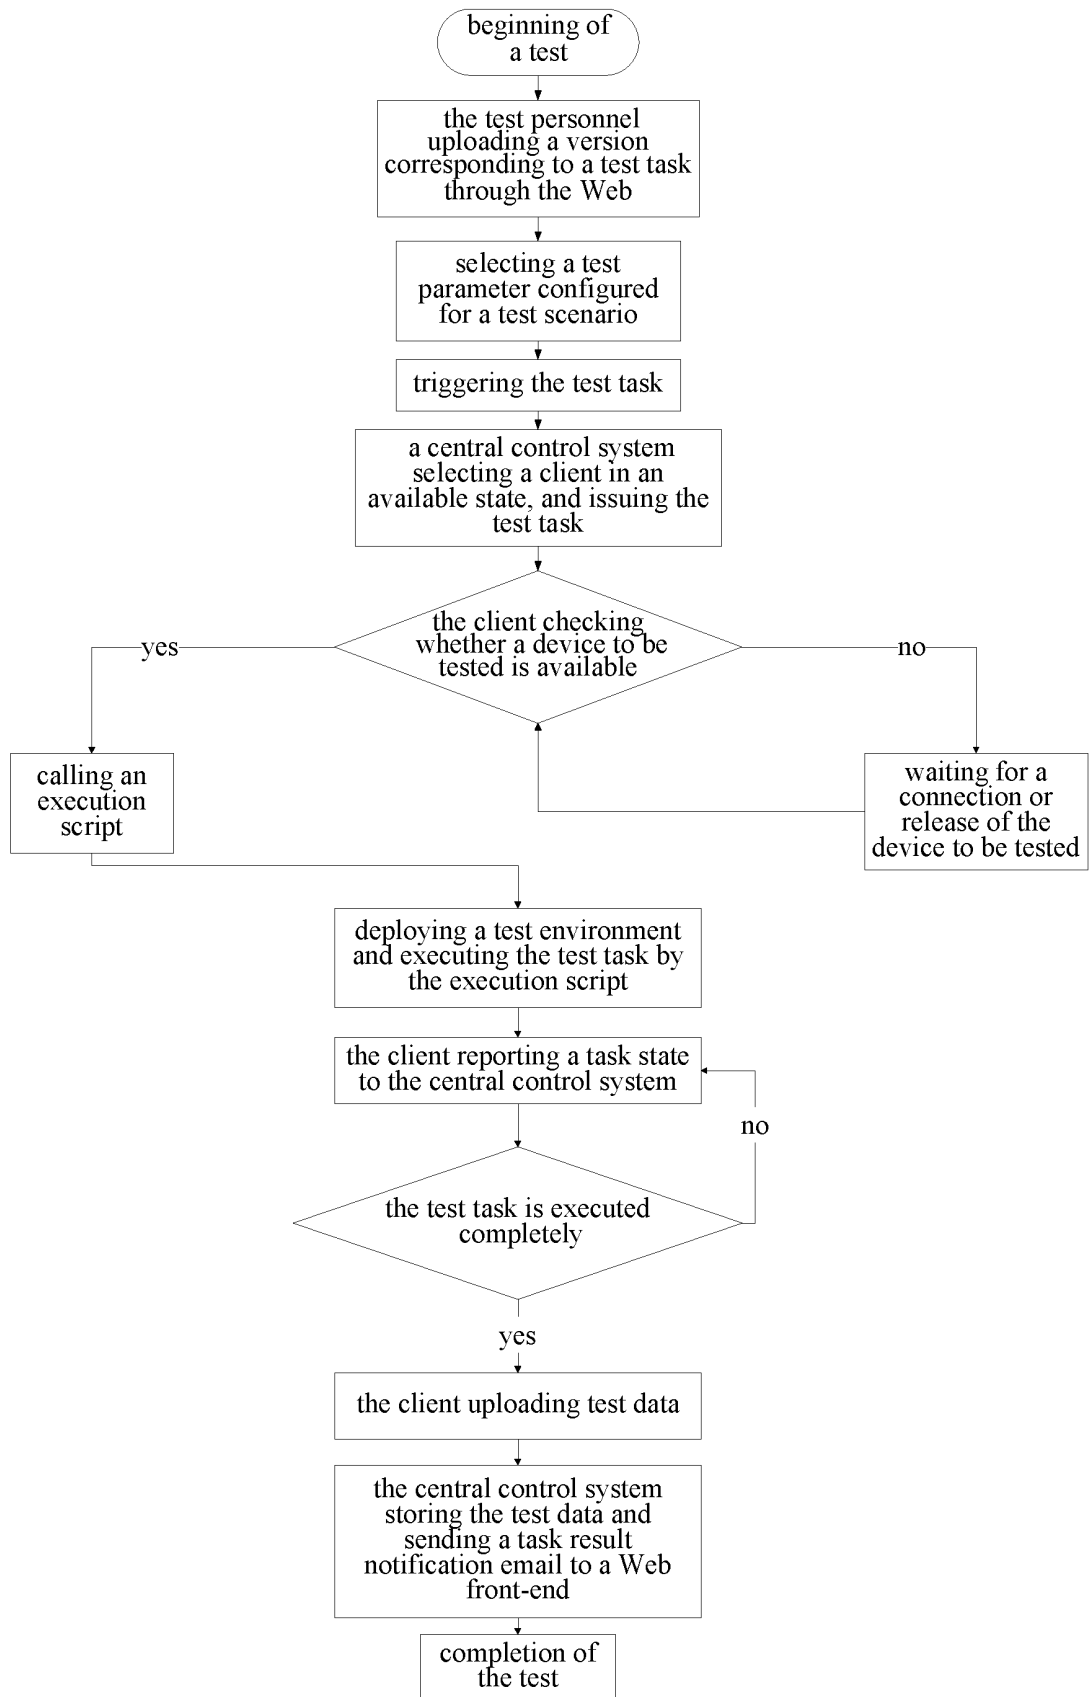 beginning of
a test
the test personnel
uploading a version
corresponding to a test task
through the Web
selecting a test
parameter configured
for a test scenario
triggering the test task
a central control system
selecting a client in an
available state, and issuing the
test task
the client checking
whether a device to be
tested is available
yes
no
calling an
execution
script
waiting for a
connection or
release of the
device to be tested
deploying a test environment
and executing the test task by
the execution script
the client reporting a task state
to the central control system
no
the test task is executed
completely
yes
the client uploading test data
the central control system
storing the test data and
sending a task result
notification email to a Web
front-end
completion of
the test